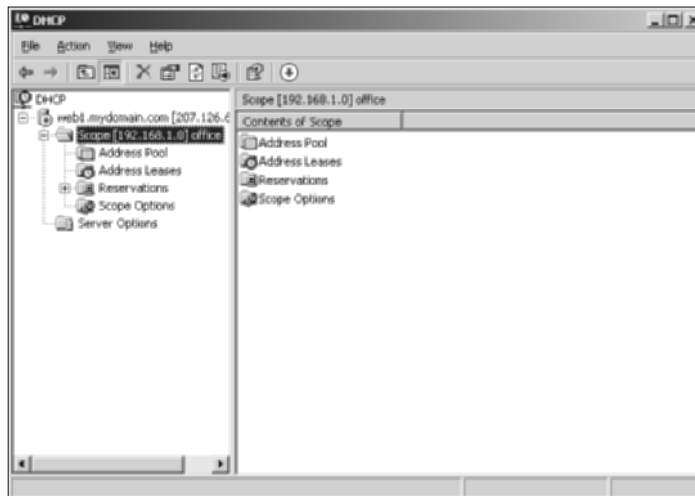 DHCP
File Action View Help
DHCP
web1.mydomain.com [207.126.6
Scope [192.168.1.0] office
Address Pool
Address Leases
Reservations
Scope Options
Server Options
Scope [192.168.1.0] office
Contents of Scope
Address Pool
Address Leases
Reservations
Scope Options